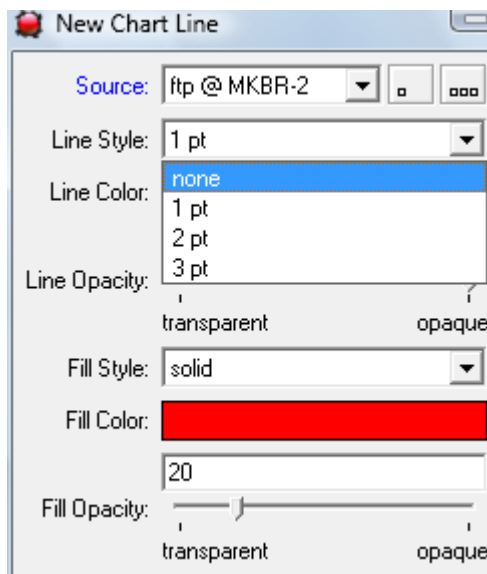 New Chart Line
Source: ftp @ MKBR-2
Line Style: 1 pt
none
Line Color:
1 pt
2 pt
3 pt
Line Opacity:
transparent opaque
Fill Style: solid
Fill Color:
20
Fill Opacity:
transparent opaque